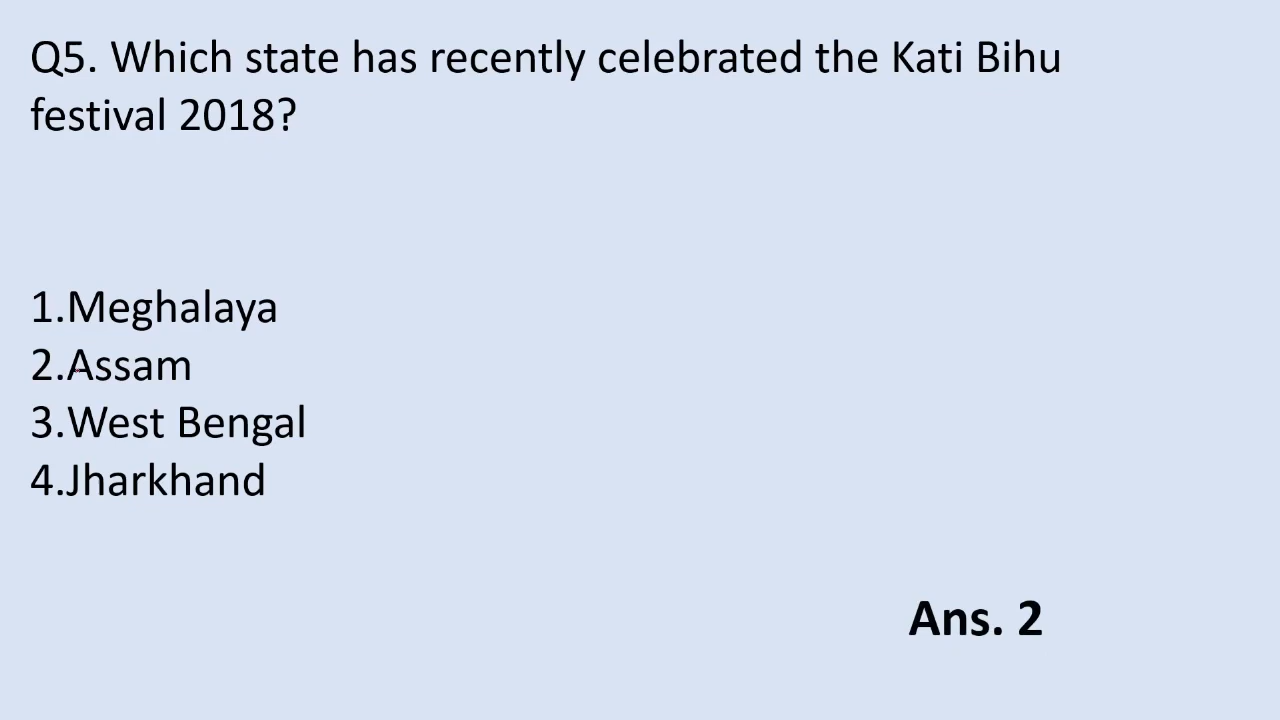 Q5. Which state has recently celebrated the Kati Bihu
festival 2018?
1.Meghalaya
2.Assam
3.West Bengal
4.Jharkhand
Ans. 2